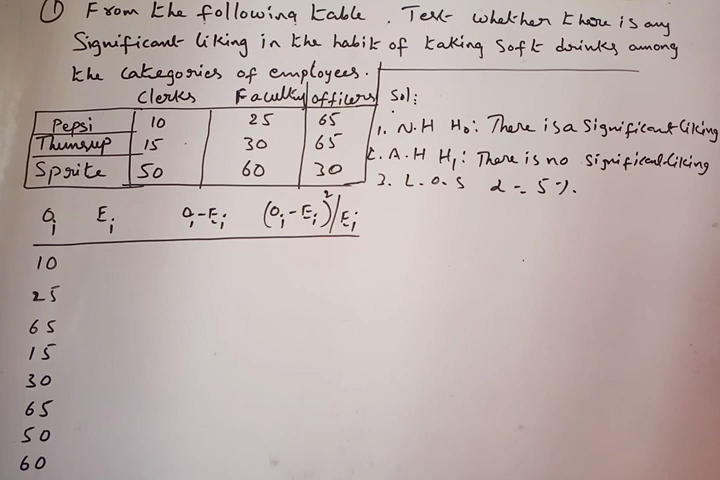 ① From the following table. Test whether there is any
Significant liking in the habit of taking Soft drinks among
the categories of employees.
Clerks Faculty officers
Pepsi 10 25 65
Thumsup 15 30 65
Sprite 50 60 30
Sol:
1. N.H H₀: There is a Significant liking
2. A.H H₁: There is no significant liking
3. L.O.S α = 5%.
Oi Ei Oi-Ei (Oi-Ei)²/Ei
10
25
65
15
30
65
50
60